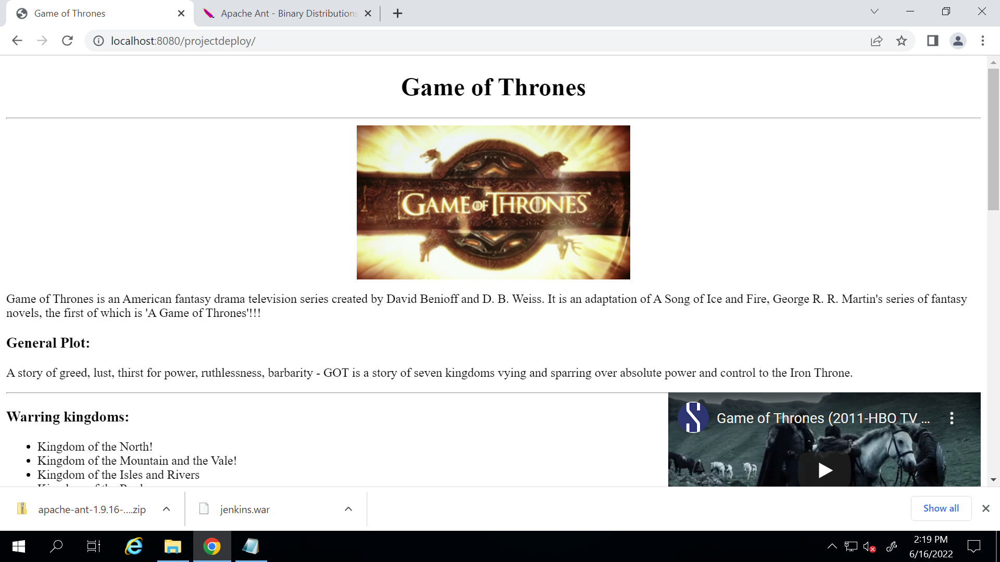 Game of Thrones
Apache Ant - Binary Distributions
localhost:8080/projectdeploy/
Game of Thrones
GAME OF THRONES
Game of Thrones is an American fantasy drama television series created by David Benioff and D. B. Weiss. It is an adaptation of A Song of Ice and Fire, George R. R. Martin's series of fantasy
novels, the first of which is 'A Game of Thrones'!!!
General Plot:
A story of greed, lust, thirst for power, ruthlessness, barbarity - GOT is a story of seven kingdoms vying and sparring over absolute power and control to the Iron Throne.
Warring kingdoms:
S Game of Thrones (2011-HBO TV ...
• Kingdom of the North!
• Kingdom of the Mountain and the Vale!
• Kingdom of the Isles and Rivers
apache-ant-1.9.16-....zip
jenkins.war
Show all
2:19 PM
6/16/2022